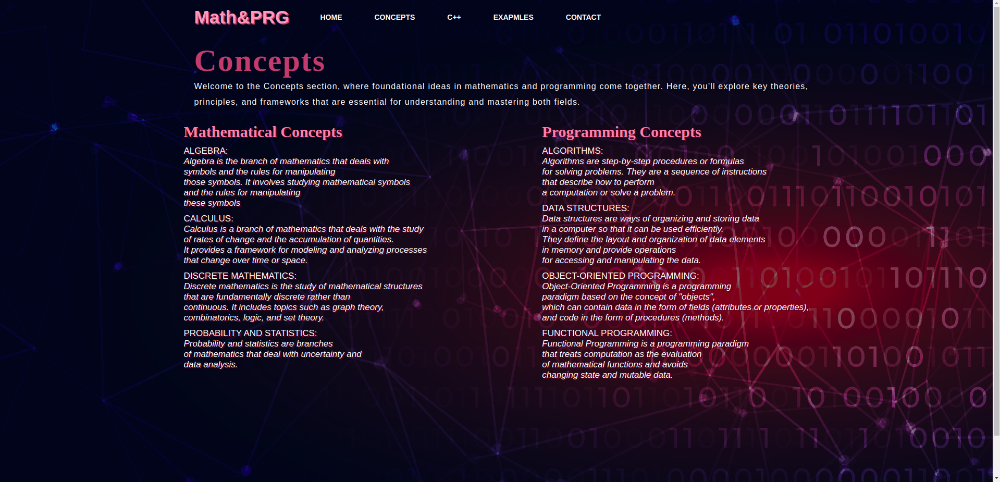 Math&PRG
HOME
CONCEPTS
C++
EXAPMLES
CONTACT
Concepts
Welcome to the Concepts section, where foundational ideas in mathematics and programming come together. Here, you'll explore key theories,
principles, and frameworks that are essential for understanding and mastering both fields.
Mathematical Concepts
ALGEBRA:
Algebra is the branch of mathematics that deals with
symbols and the rules for manipulating
those symbols. It involves studying mathematical symbols
and the rules for manipulating
these symbols
CALCULUS:
Calculus is a branch of mathematics that deals with the study
of rates of change and the accumulation of quantities.
It provides a framework for modeling and analyzing processes
that change over time or space.
DISCRETE MATHEMATICS:
Discrete mathematics is the study of mathematical structures
that are fundamentally discrete rather than
continuous. It includes topics such as graph theory,
combinatorics, logic, and set theory.
PROBABILITY AND STATISTICS:
Probability and statistics are branches
of mathematics that deal with uncertainty and
data analysis.
Programming Concepts
ALGORITHMS:
Algorithms are step-by-step procedures or formulas
for solving problems. They are a sequence of instructions
that describe how to perform
a computation or solve a problem.
DATA STRUCTURES:
Data structures are ways of organizing and storing data
in a computer so that it can be used efficiently.
They define the layout and organization of data elements
in memory and provide operations
for accessing and manipulating the data.
OBJECT-ORIENTED PROGRAMMING:
Object-Oriented Programming is a programming
paradigm based on the concept of "objects",
which can contain data in the form of fields (attributes or properties),
and code in the form of procedures (methods).
FUNCTIONAL PROGRAMMING:
Functional Programming is a programming paradigm
that treats computation as the evaluation
of mathematical functions and avoids
changing state and mutable data.